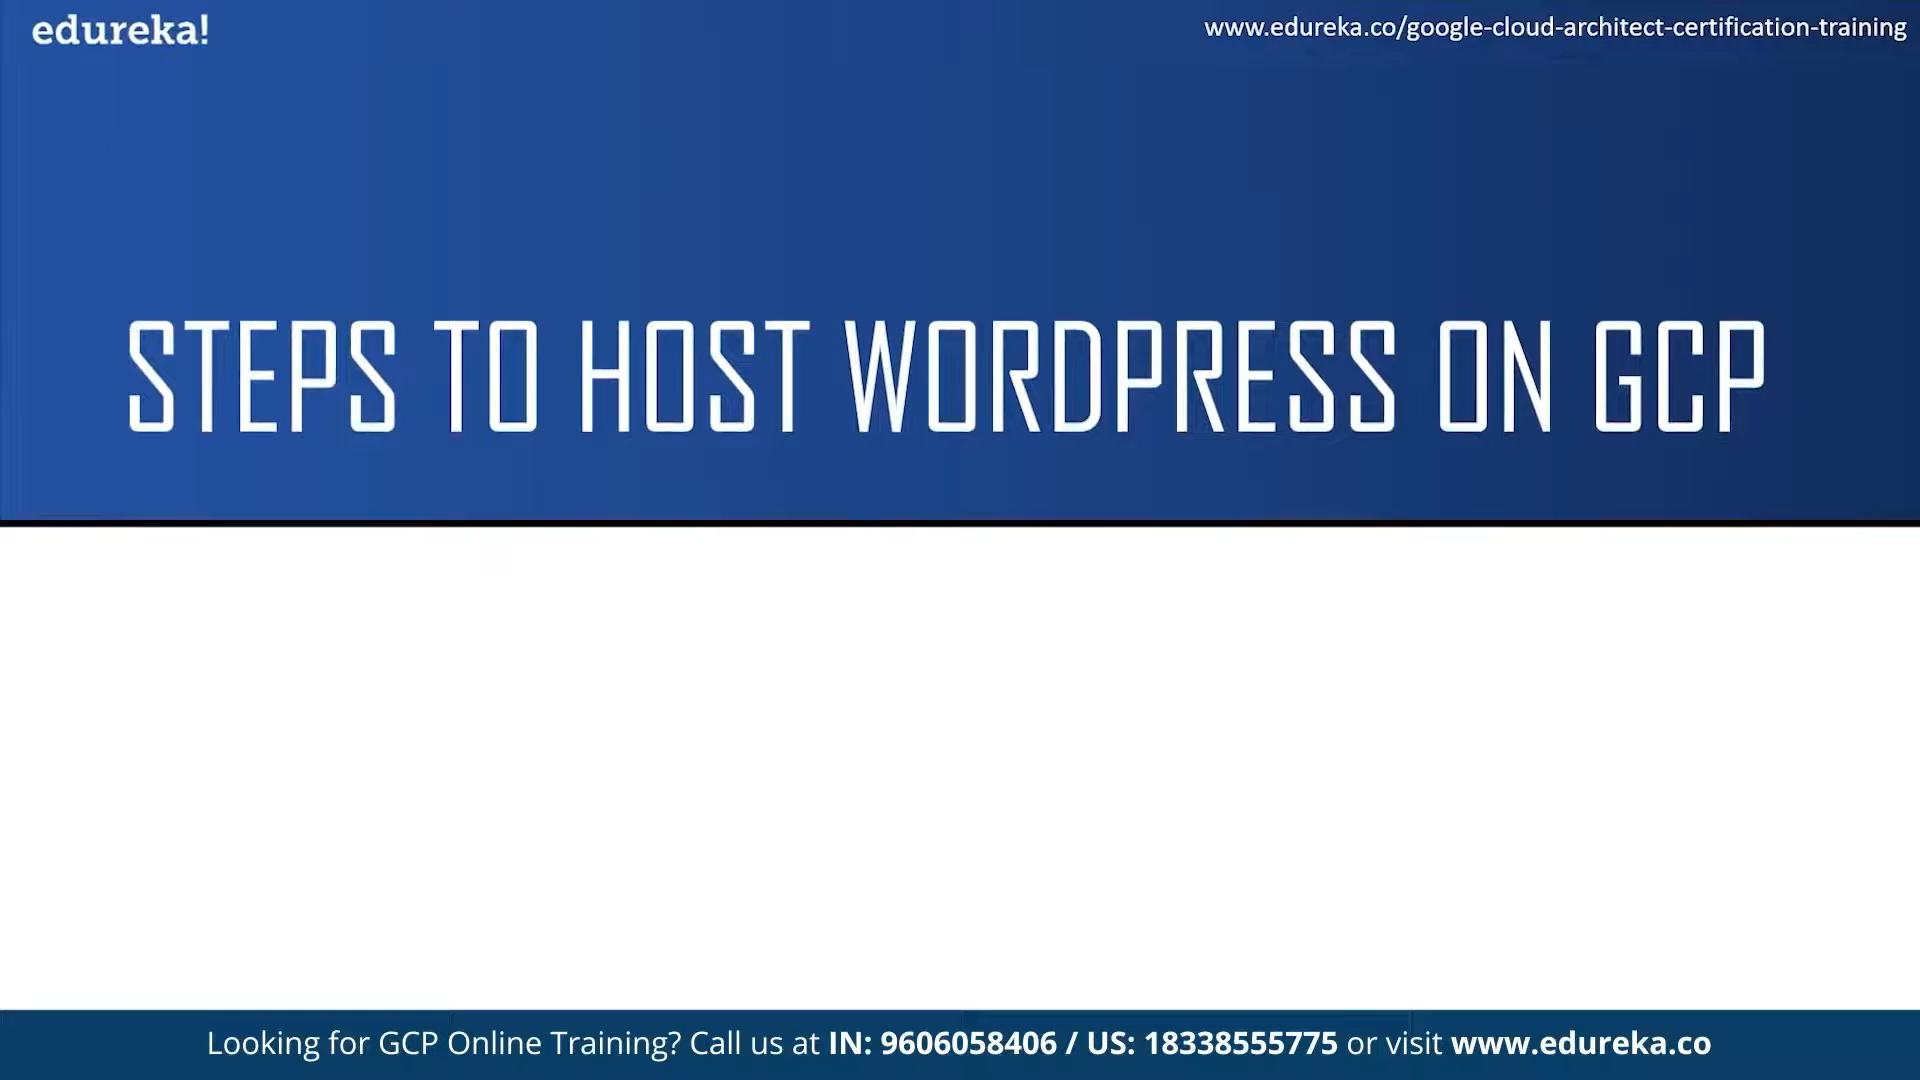 edureka!
www.edureka.co/google-cloud-architect-certification-training
STEPS TO HOST WORDPRESS ON GCP
Looking for GCP Online Training? Call us at IN: 9606058406 / US: 18338555775 or visit www.edureka.co